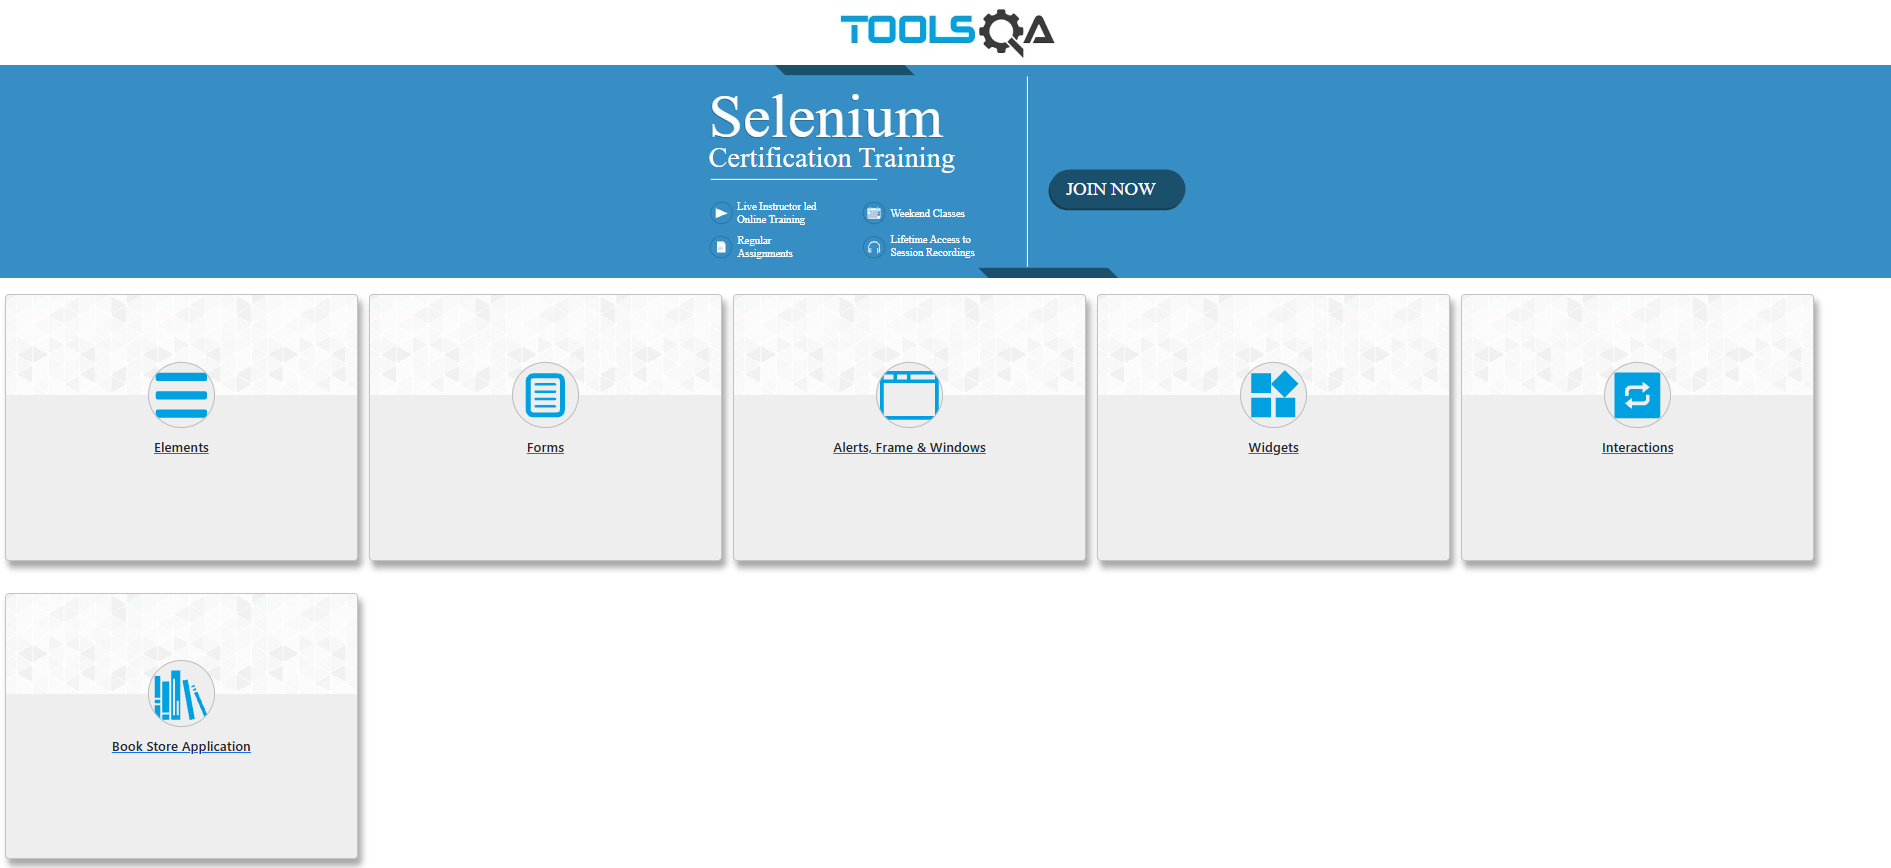 TOOLSQA
Selenium
Certification Training
JOIN NOW
Live Instructor led
Online Training
Weekend Classes
Regular
Assignments
Lifetime Access to
Session Recordings
Elements
Forms
Alerts, Frame & Windows
Widgets
Interactions
Book Store Application